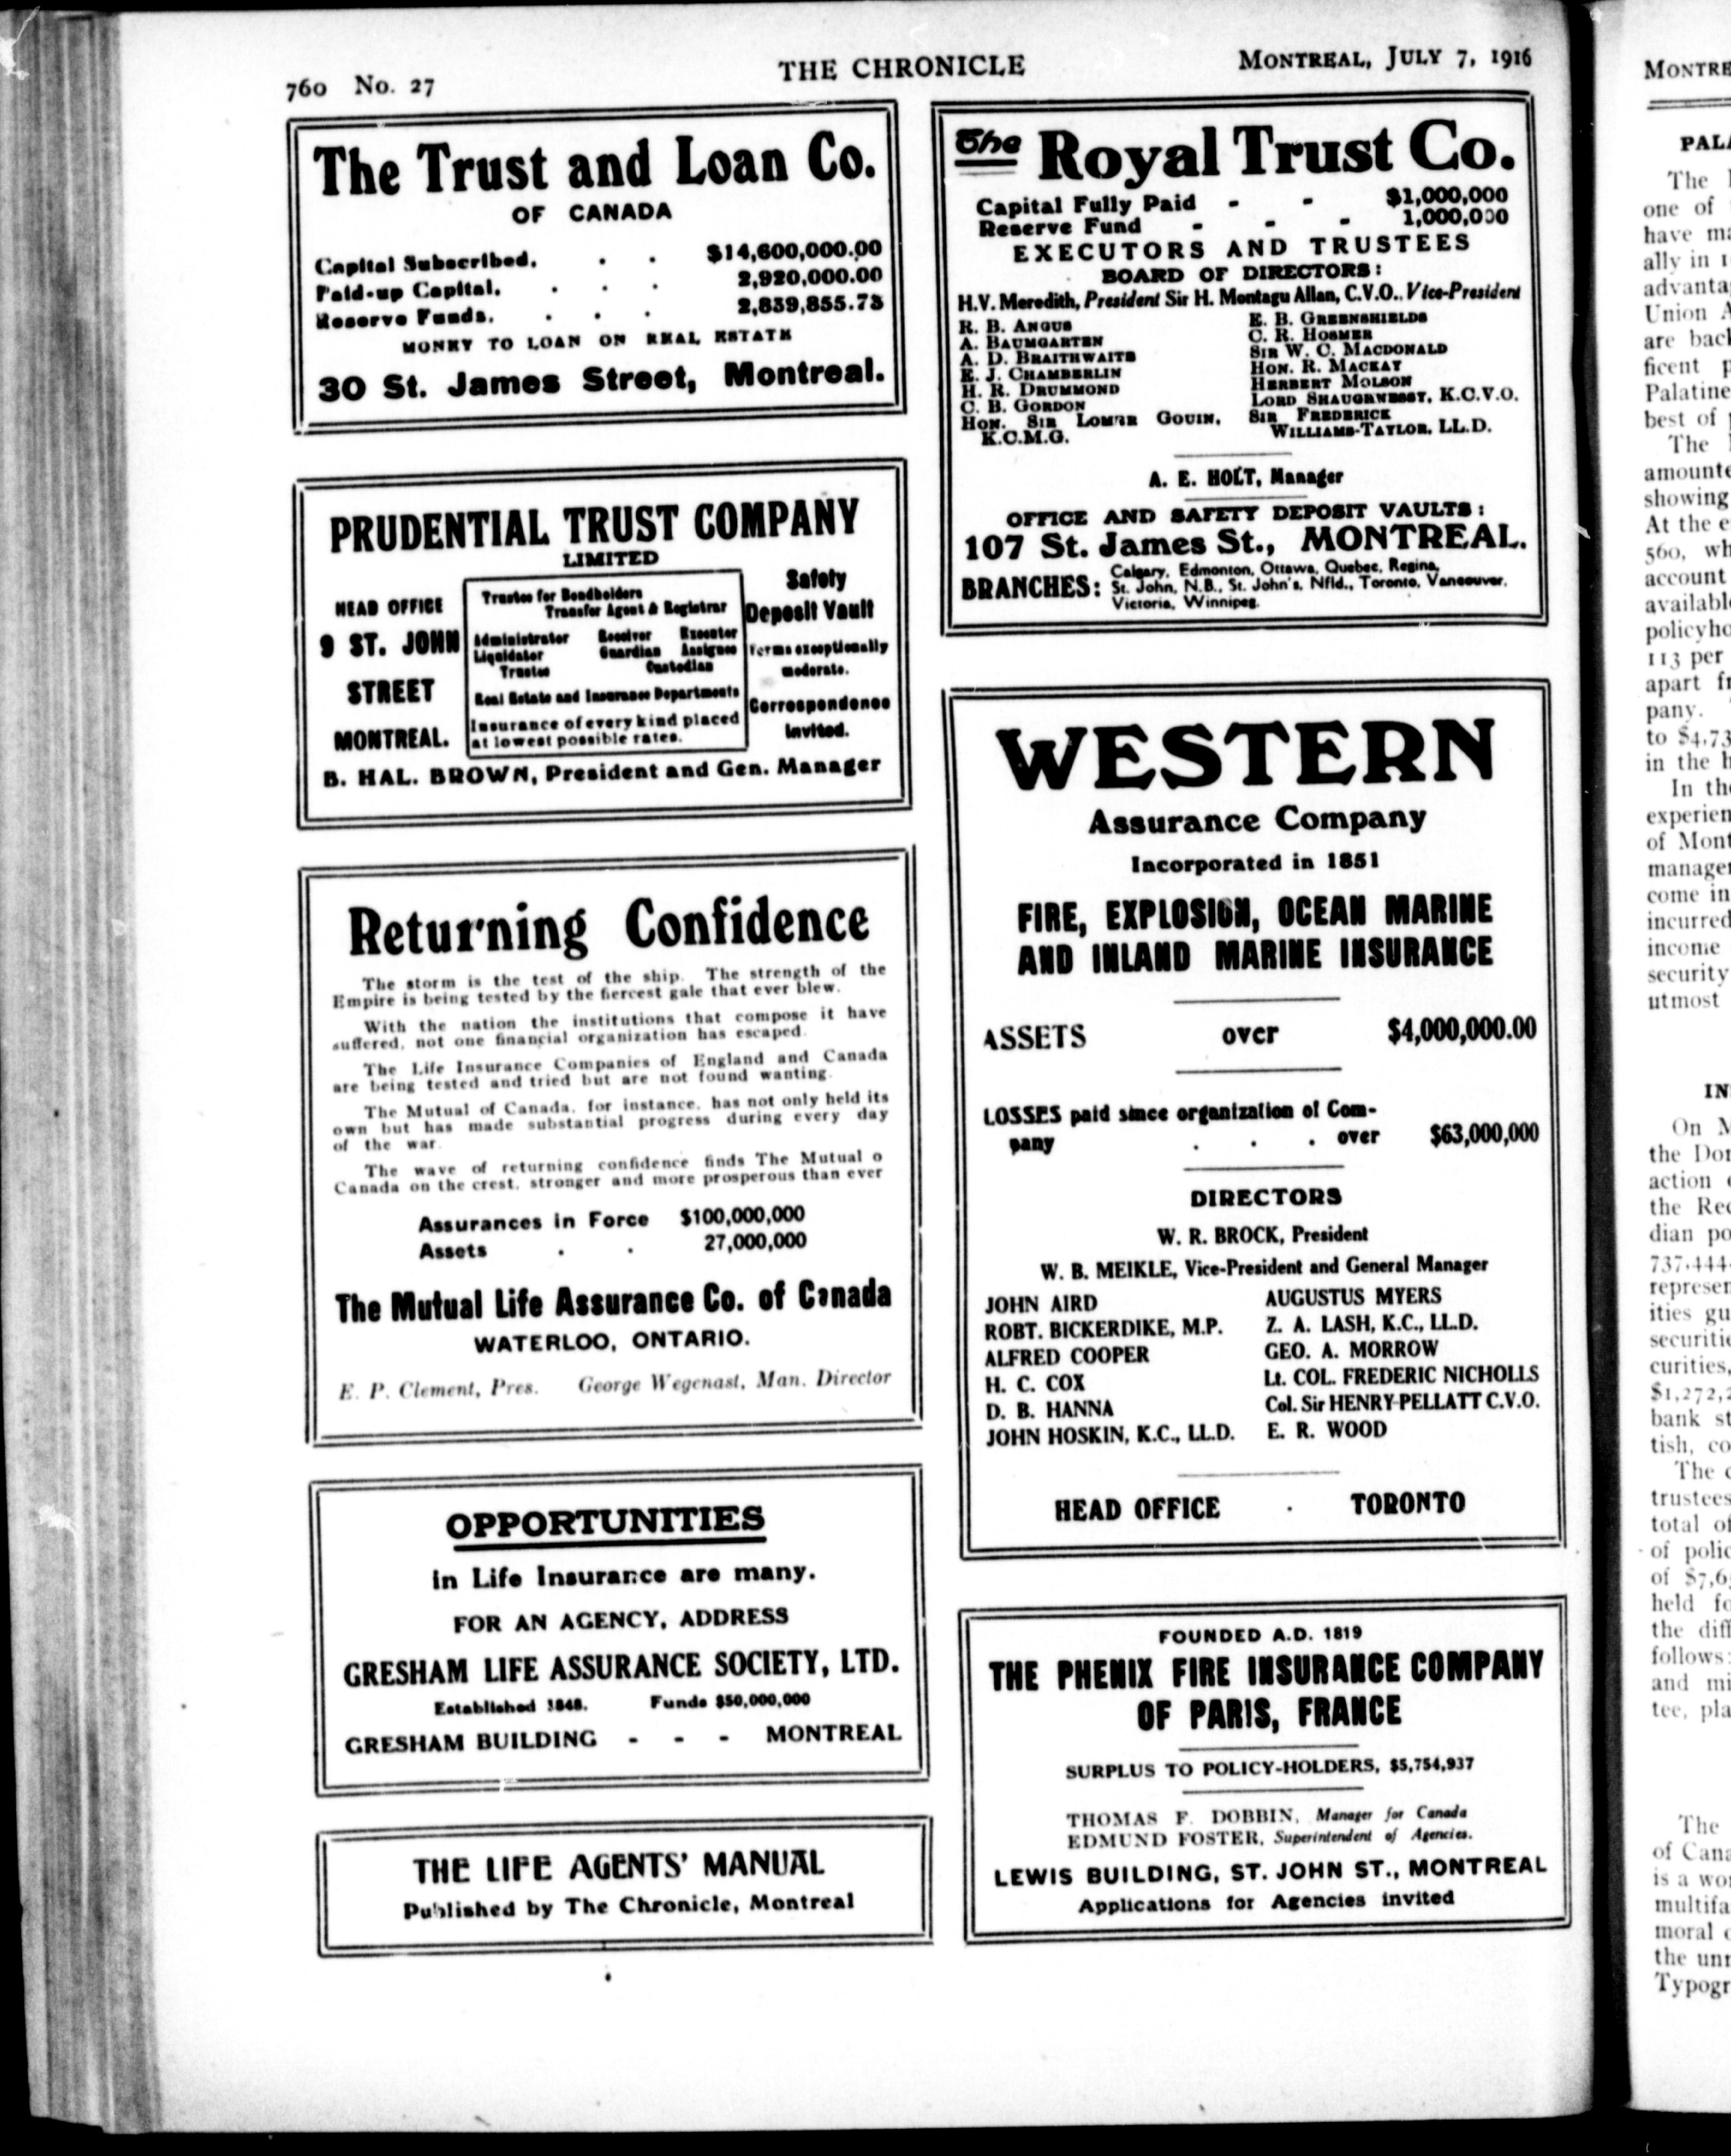 760 No. 27
THE CHRONICLE
MONTREAL, JULY 7, 1916
The Trust and Loan Co.
OF CANADA
Capital Subscribed, . . $14,600,000.00
Paid-up Capital, . . . 2,920,000.00
Reserve Funds, . . . 2,839,855.73
MONEY TO LOAN ON REAL ESTATE
30 St. James Street, Montreal.
PRUDENTIAL TRUST COMPANY
LIMITED
HEAD OFFICE
9 ST. JOHN
STREET
MONTREAL.
Trustee for Bondholders
Transfer Agent & Registrar
Administrator Receiver Executor
Liquidator Guardian Assignee
Trustee Custodian
Real Estate and Insurance Departments
Insurance of every kind placed
at lowest possible rates.
Safety
Deposit Vault
Terms exceptionally
moderate.
Correspondence
invited.
B. HAL. BROWN, President and Gen. Manager
Returning Confidence
The storm is the test of the ship. The strength of the
Empire is being tested by the fiercest gale that ever blew.
With the nation the institutions that compose it have
suffered, not one financial organization has escaped.
The Life Insurance Companies of England and Canada
are being tested and tried but are not found wanting.
The Mutual of Canada, for instance, has not only held its
own but has made substantial progress during every day
of the war.
The wave of returning confidence finds The Mutual o
Canada on the crest, stronger and more prosperous than ever
Assurances in Force $100,000,000
Assets . . 27,000,000
The Mutual Life Assurance Co. of Canada
WATERLOO, ONTARIO.
E. P. Clement, Pres. George Wegenast, Man. Director
OPPORTUNITIES
in Life Insurance are many.
FOR AN AGENCY, ADDRESS
GRESHAM LIFE ASSURANCE SOCIETY, LTD.
Established 1848. Funds $50,000,000
GRESHAM BUILDING - - - MONTREAL
THE LIFE AGENTS' MANUAL
Published by The Chronicle, Montreal
The Royal Trust Co.
Capital Fully Paid - - $1,000,000
Reserve Fund - - - 1,000,000
EXECUTORS AND TRUSTEES
BOARD OF DIRECTORS:
H.V. Meredith, President Sir H. Montagu Allan, C.V.O., Vice-President
R. B. ANGUS
A. BAUMGARTEN
A. D. BRAITHWAITE
E. J. CHAMBERLIN
H. R. DRUMMOND
C. B. GORDON
HON. SIR LOMER GOUIN,
K.C.M.G.
E. B. GREENSHIELDS
C. R. HOSMER
SIR W. C. MACDONALD
HON. R. MACKAY
HERBERT MOLSON
LORD SHAUGHNESSY, K.C.V.O.
SIR FREDERICK
WILLIAMS-TAYLOR, LL.D.
A. E. HOLT, Manager
OFFICE AND SAFETY DEPOSIT VAULTS:
107 St. James St., MONTREAL.
BRANCHES: Calgary, Edmonton, Ottawa, Quebec, Regina,
St. John, N.B., St. John's, Nfld., Toronto, Vancouver,
Victoria, Winnipeg.
WESTERN
Assurance Company
Incorporated in 1851
FIRE, EXPLOSION, OCEAN MARINE
AND INLAND MARINE INSURANCE
ASSETS over $4,000,000.00
LOSSES paid since organization of Com-
pany . . . over $63,000,000
DIRECTORS
W. R. BROCK, President
W. B. MEIKLE, Vice-President and General Manager
JOHN AIRD
ROBT. BICKERDIKE, M.P.
ALFRED COOPER
H. C. COX
D. B. HANNA
JOHN HOSKIN, K.C., LL.D.
AUGUSTUS MYERS
Z. A. LASH, K.C., LL.D.
GEO. A. MORROW
Lt. COL. FREDERIC NICHOLLS
Col. Sir HENRY PELLATT C.V.O.
E. R. WOOD
HEAD OFFICE . TORONTO
FOUNDED A.D. 1819
THE PHENIX FIRE INSURANCE COMPANY
OF PARIS, FRANCE
SURPLUS TO POLICY-HOLDERS, $5,754,937
THOMAS F. DOBBIN, Manager for Canada
EDMUND FOSTER, Superintendent of Agencies.
LEWIS BUILDING, ST. JOHN ST., MONTREAL
Applications for Agencies invited